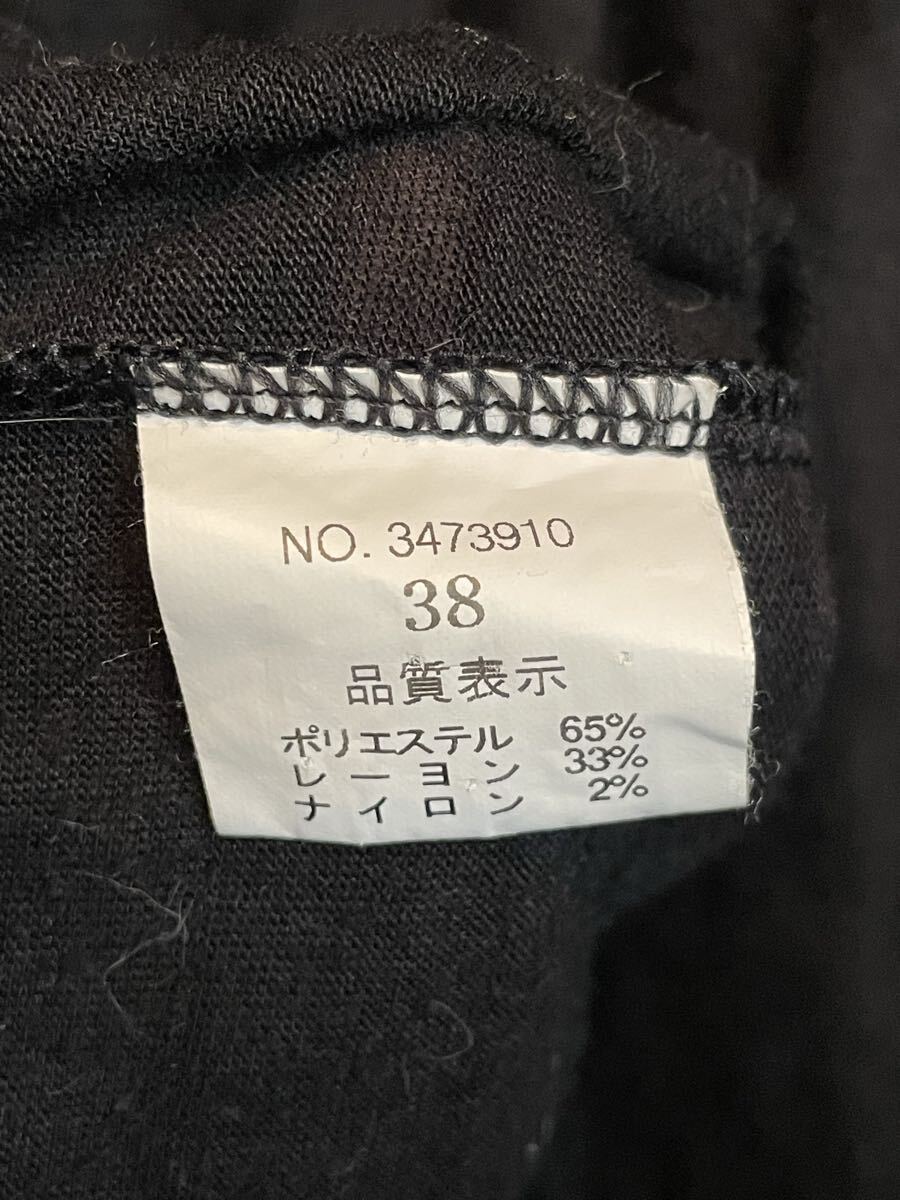 NO. 3473910
38
品質表示
ポリエステル 65%
レーヨン 33%
ナイロン 2%